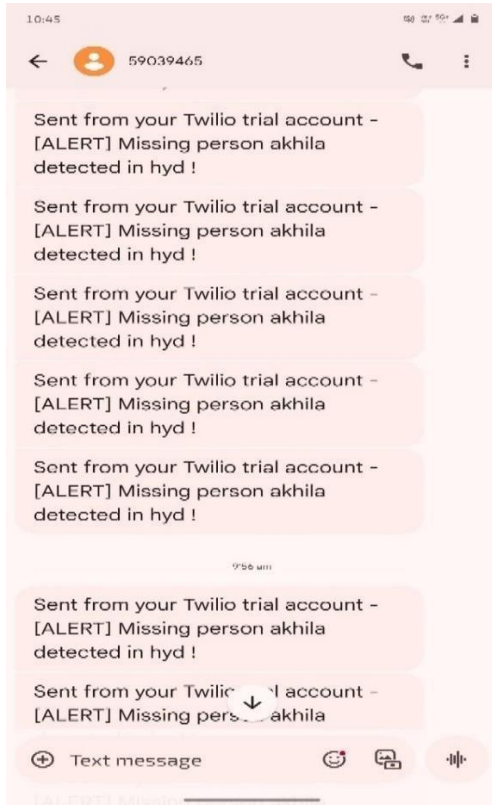 10:45
59039465
Sent from your Twilio trial account -
[ALERT] Missing person akhila
detected in hyd !
Sent from your Twilio trial account -
[ALERT] Missing person akhila
detected in hyd !
Sent from your Twilio trial account -
[ALERT] Missing person akhila
detected in hyd !
Sent from your Twilio trial account -
[ALERT] Missing person akhila
detected in hyd !
Sent from your Twilio trial account -
[ALERT] Missing person akhila
detected in hyd !
9:56 am
Sent from your Twilio trial account -
[ALERT] Missing person akhila
detected in hyd !
Sent from your account -
[ALERT] Missing akhila
Text message